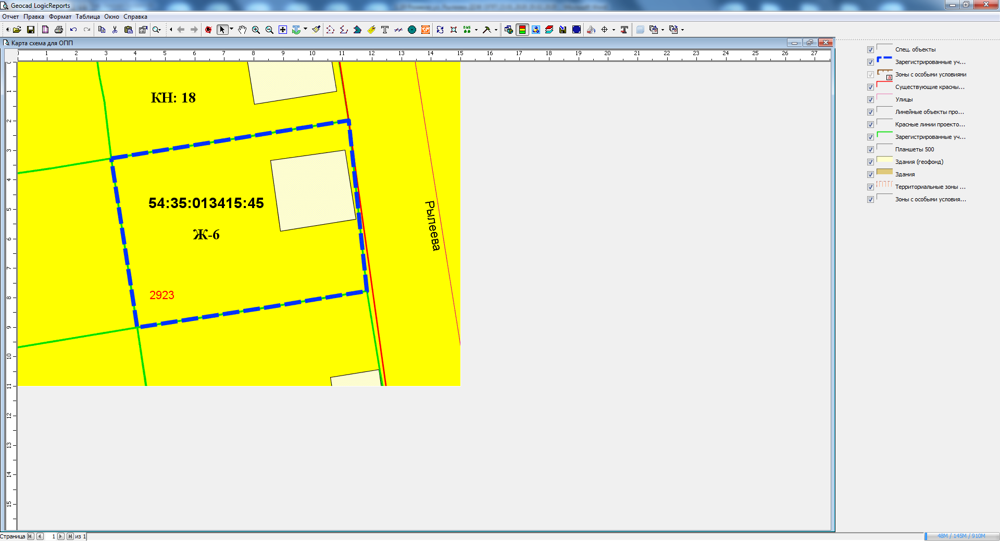 Geocad LogicReports
Отчет Правка Формат Таблица Окно Справка
Карта схема для ОПП
0 1 2 3 4 5 6 7 8 9 10 11 12 13 14 15 16 17 18 19 20 21 22 23 24 25 26 27
0
1
2
3
4
5
6
7
8
9
10
11
12
13
14
15
КН: 18
54:35:013415:45
Ж-6
2923
Рылеева
Спец. объекты
Зарегистрированные уч...
Зоны с особыми условиями
Существующие красны...
Улицы
Линейные объекты про...
Красные линии проекто...
Зарегистрированные уч...
Планшеты 500
Здания (геофонд)
Здания
Территориальные зоны ...
Зоны с особыми условия...
Страница 1 из 1
48M / 145M / 910M